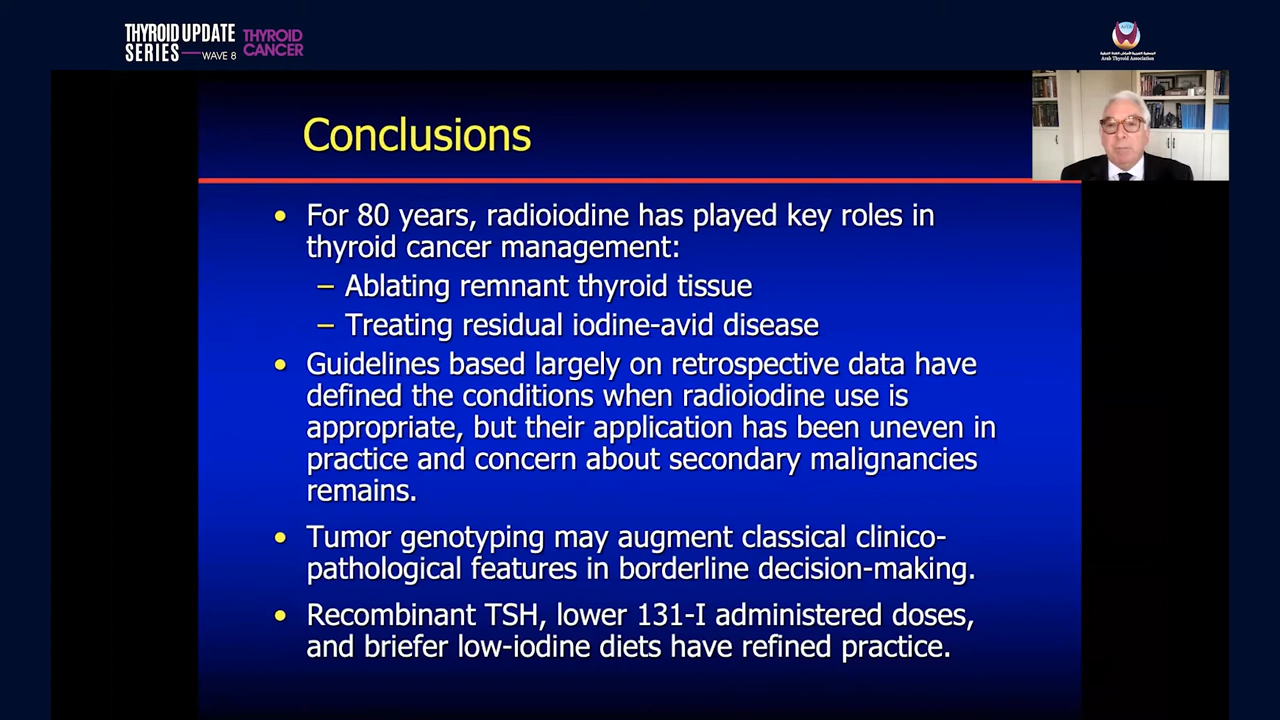 THYROID UPDATE
SERIES — WAVE 8
THYROID
CANCER
Arab Thyroid Association
Conclusions
• For 80 years, radioiodine has played key roles in
thyroid cancer management:
– Ablating remnant thyroid tissue
– Treating residual iodine-avid disease
• Guidelines based largely on retrospective data have
defined the conditions when radioiodine use is
appropriate, but their application has been uneven in
practice and concern about secondary malignancies
remains.
• Tumor genotyping may augment classical clinico-
pathological features in borderline decision-making.
• Recombinant TSH, lower 131-I administered doses,
and briefer low-iodine diets have refined practice.